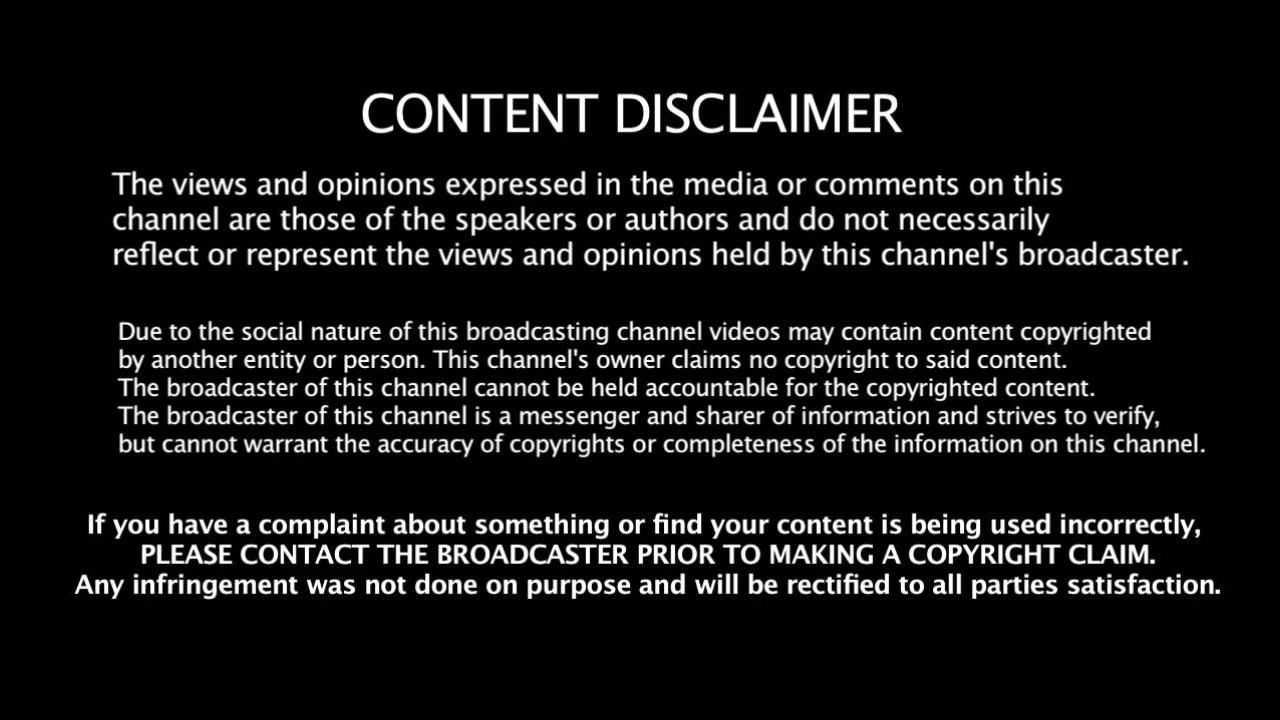 CONTENT DISCLAIMER
The views and opinions expressed in the media or comments on this
channel are those of the speakers or authors and do not necessarily
reflect or represent the views and opinions held by this channel's broadcaster.
Due to the social nature of this broadcasting channel videos may contain content copyrighted
by another entity or person. This channel's owner claims no copyright to said content.
The broadcaster of this channel cannot be held accountable for the copyrighted content.
The broadcaster of this channel is a messenger and sharer of information and strives to verify,
but cannot warrant the accuracy of copyrights or completeness of the information on this channel.
If you have a complaint about something or find your content is being used incorrectly,
PLEASE CONTACT THE BROADCASTER PRIOR TO MAKING A COPYRIGHT CLAIM.
Any infringement was not done on purpose and will be rectified to all parties satisfaction.